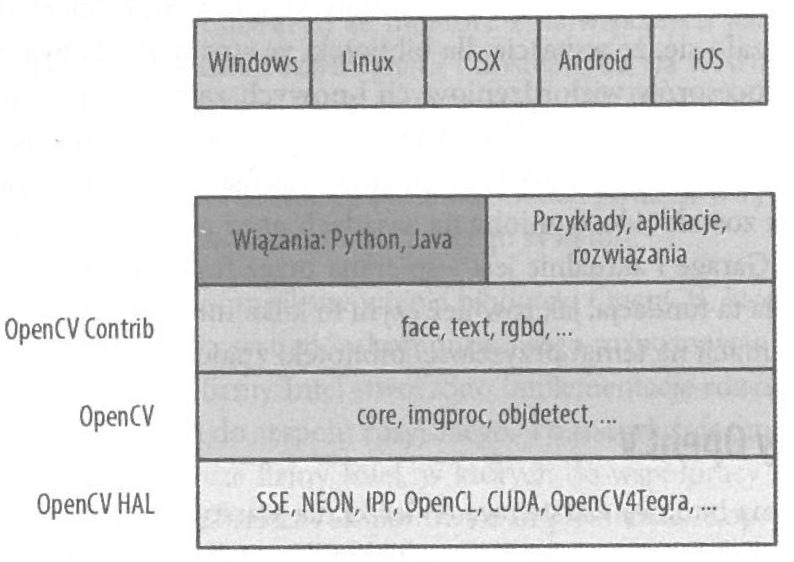 Windows Linux OSX Android iOS
Wiązania: Python, Java
Przykłady, aplikacje,
rozwiązania
OpenCV Contrib
face, text, rgbd, ...
OpenCV
core, imgproc, objdetect, ...
OpenCV HAL
SSE, NEON, IPP, OpenCL, CUDA, OpenCV4Tegra, ...